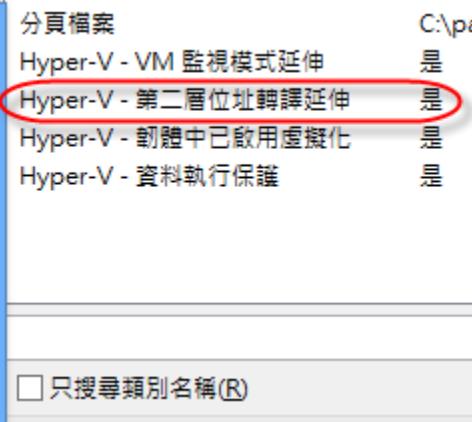 分頁檔案 C:\pa
Hyper-V - VM 監視模式延伸 是
Hyper-V - 第二層位址轉譯延伸 是
Hyper-V - 韌體中已啟用虛擬化 是
Hyper-V - 資料執行保護 是
只搜尋類別名稱(R)